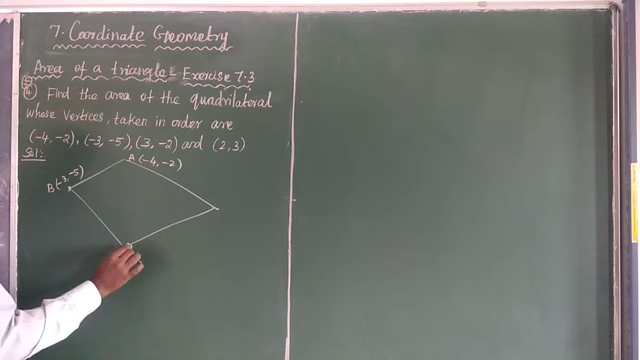 7. Coordinate Geometry
Area of a triangle - Exercise 7.3
4 Find the area of the quadrilateral
whose vertices, taken in order are
(-4, -2), (-3, -5), (3, -2) and (2, 3)
Sol:
A (-4, -2)
B (-3, -5)